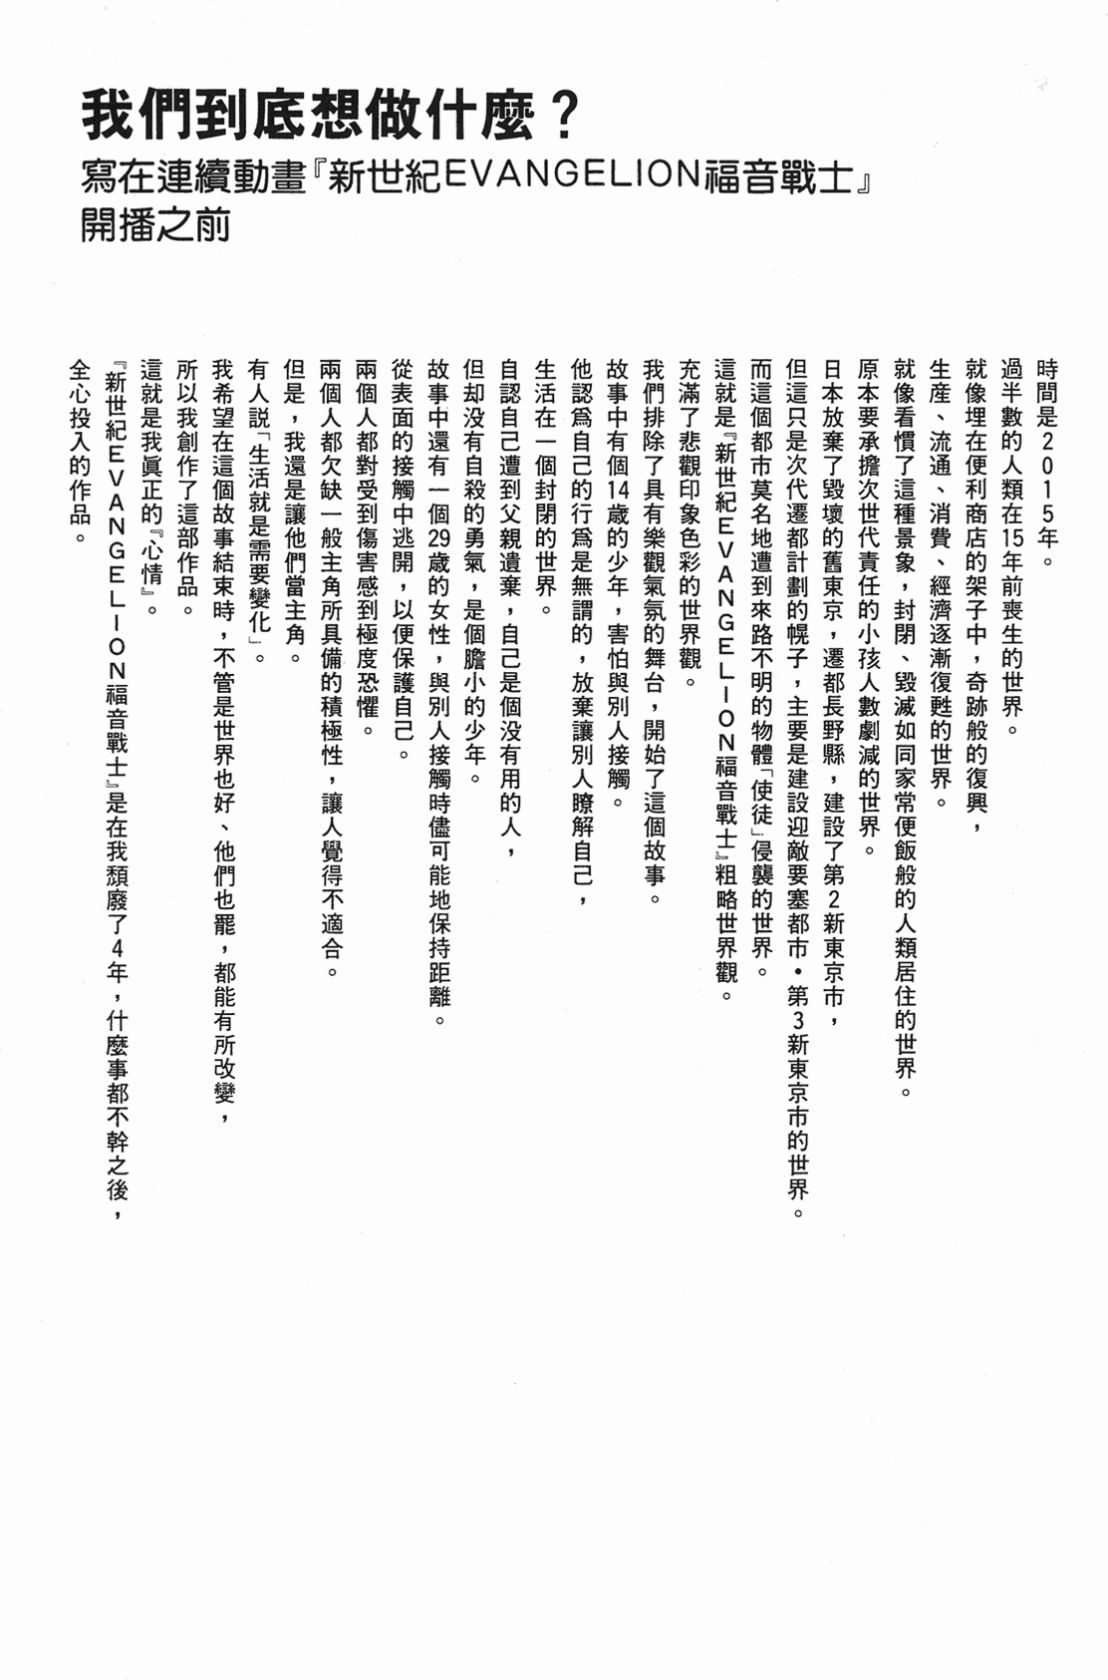 我們到底想做什麼？
寫在連續動畫『新世紀EVANGELION福音戰士』
開播之前
時間是2015年。
過半數的人類在15年前喪生的世界。
就像埋在便利商店的架子中，奇跡般的復興，
生産、流通、消費、經濟逐漸復甦的世界。
就像看慣了這種景象，封閉、毀滅如同家常便飯般的人類居住的世界。
原本要承擔次世代責任的小孩人數劇減的世界。
日本放棄了毀壞的舊東京，遷都長野縣，建設了第2新東京市，
但這只是次代遷都計劃的幌子，主要是建設迎敵要塞都市・第3新東京市的世界。
而這個都市莫名地遭到來路不明的物體「使徒」侵襲的世界。
這就是『新世紀EVANGELION福音戰士』粗略世界觀。
充滿了悲觀印象色彩的世界觀。
我們排除了具有樂觀氣氛的舞台，開始了這個故事。
故事中有個14歲的少年，害怕與別人接觸。
他認爲自己的行爲是無謂的，放棄讓別人瞭解自己，
生活在一個封閉的世界。
自認自己遭到父親遺棄，自己是個没有用的人，
但却没有自殺的勇氣，是個膽小的少年。
故事中還有一個29歲的女性，與別人接觸時儘可能地保持距離。
從表面的接觸中逃開，以便保護自己。
兩個人都對受到傷害感到極度恐懼。
兩個人都欠缺一般主角所具備的積極性，讓人覺得不適合。
但是，我還是讓他們當主角。
有人説「生活就是需要變化」。
我希望在這個故事結束時，不管是世界也好、他們也罷，都能有所改變，
所以我創作了這部作品。
這就是我眞正的『心情』。
『新世紀EVANGELION福音戰士』是在我頹廢了4年，什麼事都不幹之後，
全心投入的作品。